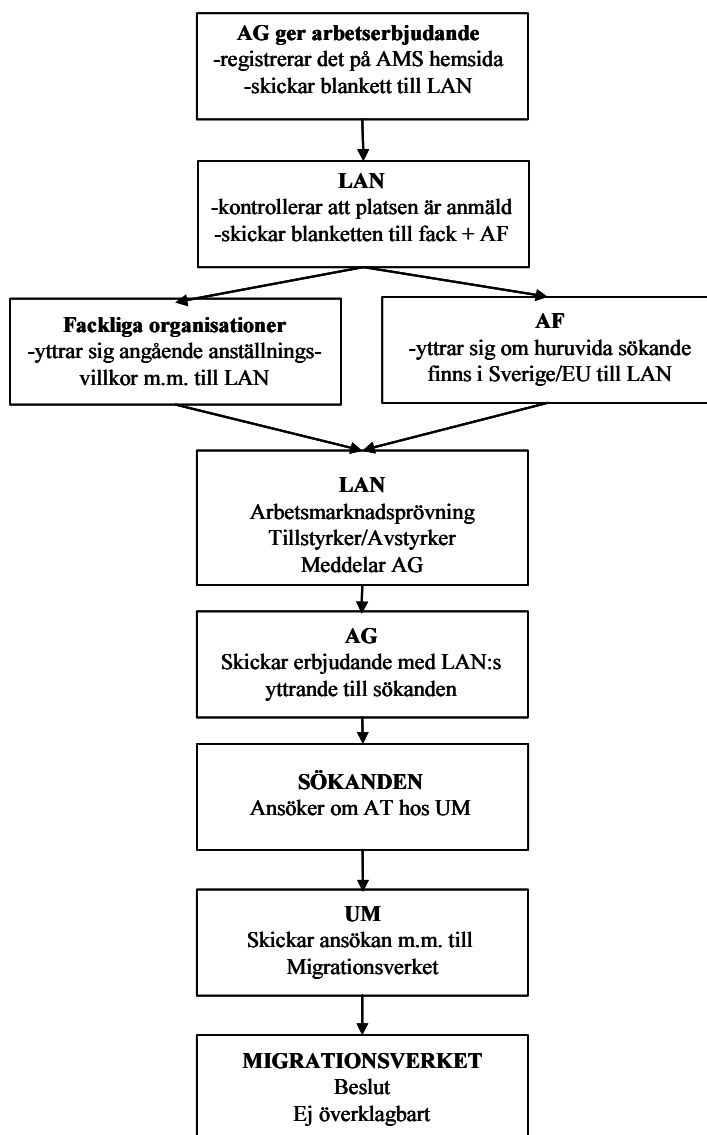 AG ger arbetserbjudande
-registrerar det på AMS hemsida
-skickar blankett till LAN
LAN
-kontrollerar att platsen är anmäld
-skickar blanketten till fack + AF
Fackliga organisationer
-yttrar sig angående anställnings-
villkor m.m. till LAN
AF
-yttrar sig om huruvida sökande
finns i Sverige/EU till LAN
LAN
Arbetsmarknadsprövning
Tillstyrker/Avstyrker
Meddelar AG
AG
Skickar erbjudande med LAN:s
yttrande till sökanden
SÖKANDEN
Ansöker om AT hos UM
UM
Skickar ansökan m.m. till
Migrationsverket
MIGRATIONSVERKET
Beslut
Ej överklagbart